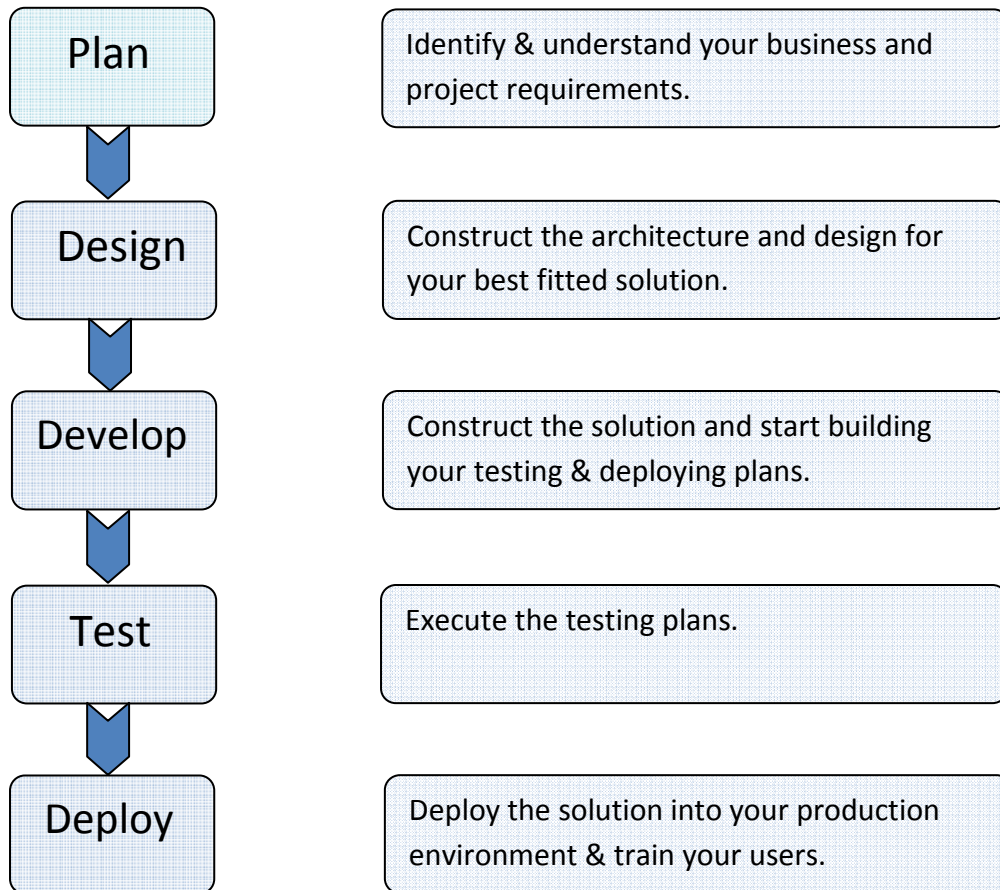 Plan
Identify & understand your business and
project requirements.
Design
Construct the architecture and design for
your best fitted solution.
Develop
Construct the solution and start building
your testing & deploying plans.
Test
Execute the testing plans.
Deploy
Deploy the solution into your production
environment & train your users.